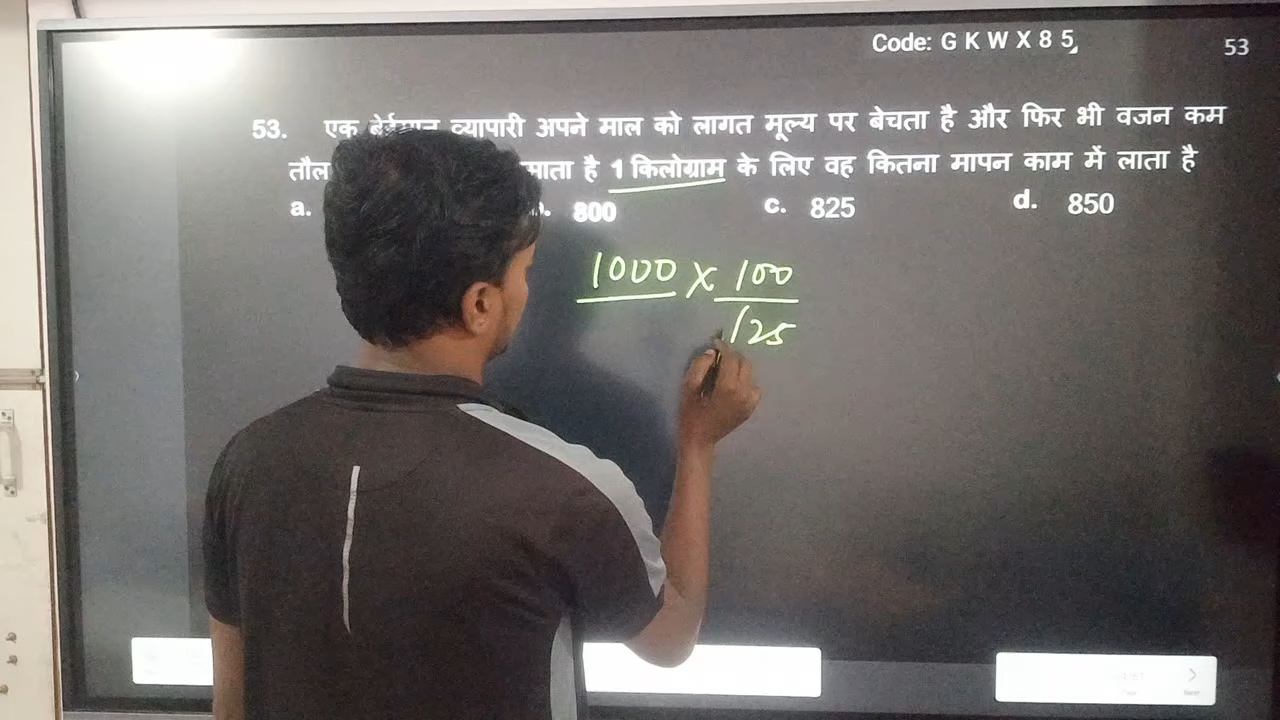 Code: G K W X 8 5
53
53. एक बेईमान व्यापारी अपने माल को लागत मूल्य पर बेचता है और फिर भी वजन कम
तौल माता है 1 किलोग्राम के लिए वह कितना मापन काम में लाता है
a. 800 c. 825 d. 850
1000 x 100
125